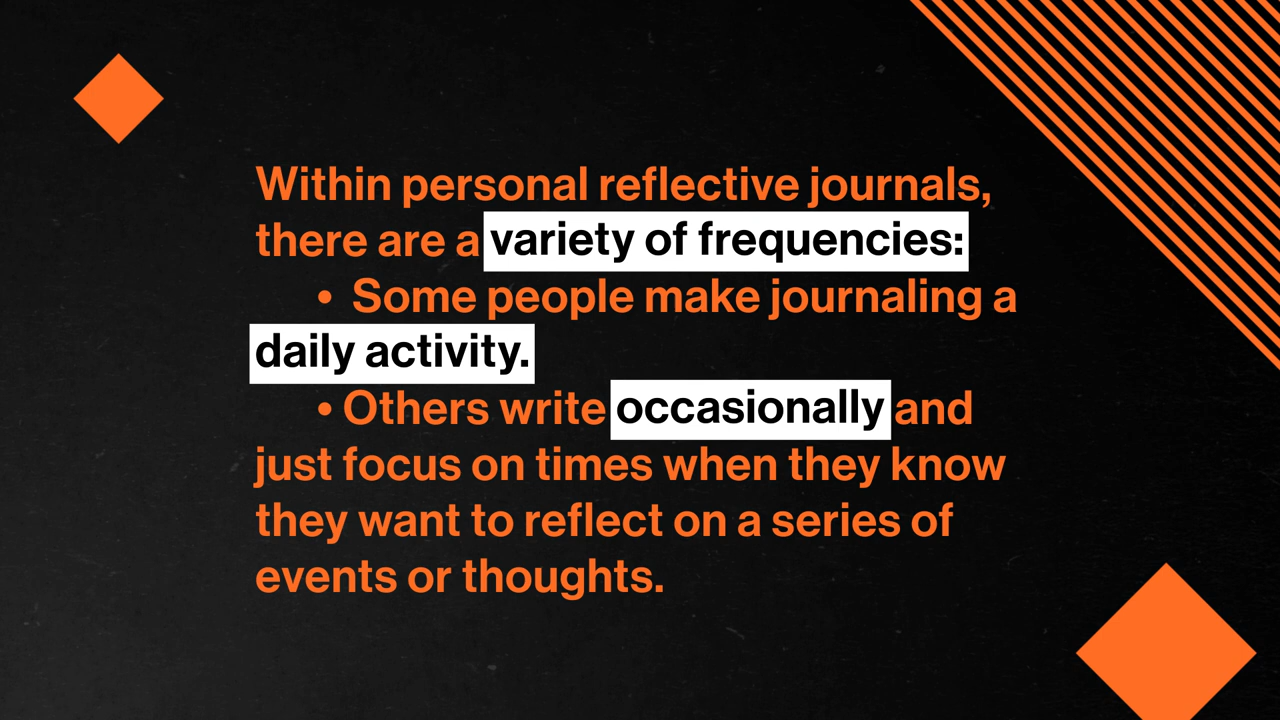 Within personal reflective journals,
there are a variety of frequencies:
• Some people make journaling a
daily activity.
• Others write occasionally and
just focus on times when they know
they want to reflect on a series of
events or thoughts.